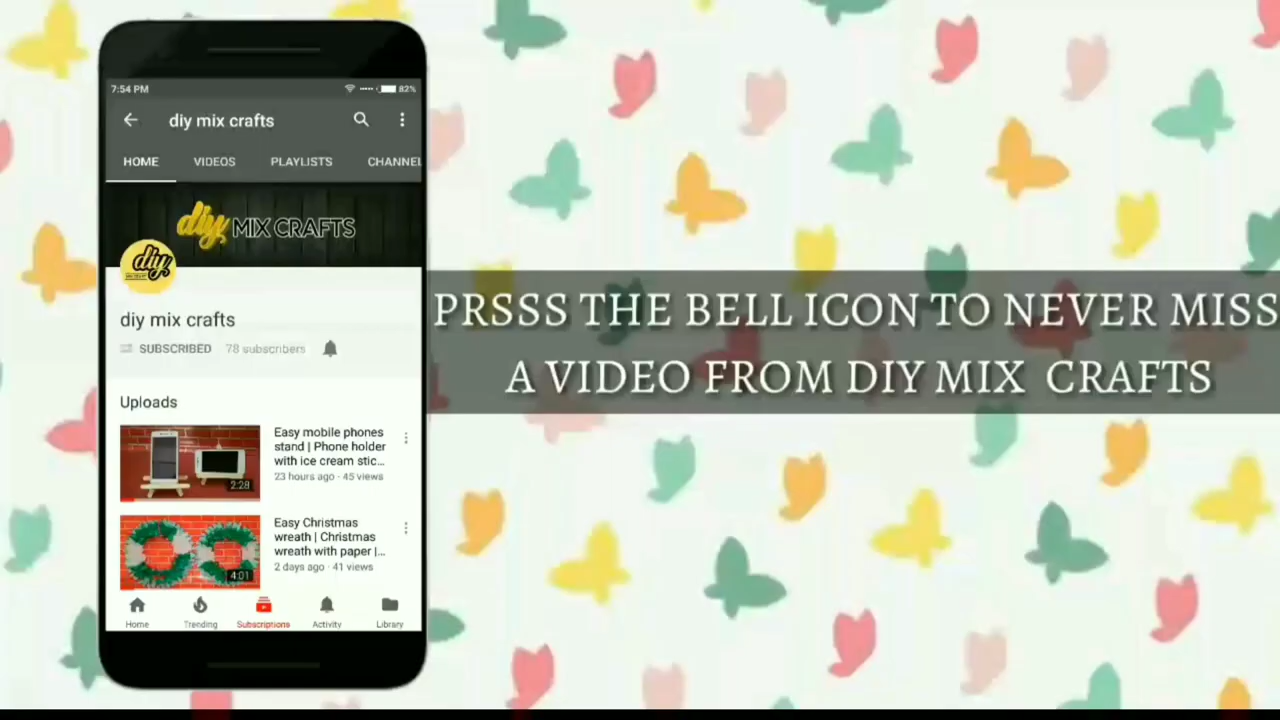 7:54 PM
82%
diy mix crafts
HOME VIDEOS PLAYLISTS CHANNEL
diy MIX CRAFTS
diy
diy mix crafts
SUBSCRIBED 78 subscribers
Uploads
Easy mobile phones
stand | Phone holder
with ice cream stic...
23 hours ago · 45 views
2:28
Easy Christmas
wreath | Christmas
wreath with paper |...
2 days ago · 41 views
4:01
Home Trending Subscriptions Activity Library
PRSSS THE BELL ICON TO NEVER MISS
A VIDEO FROM DIY MIX CRAFTS